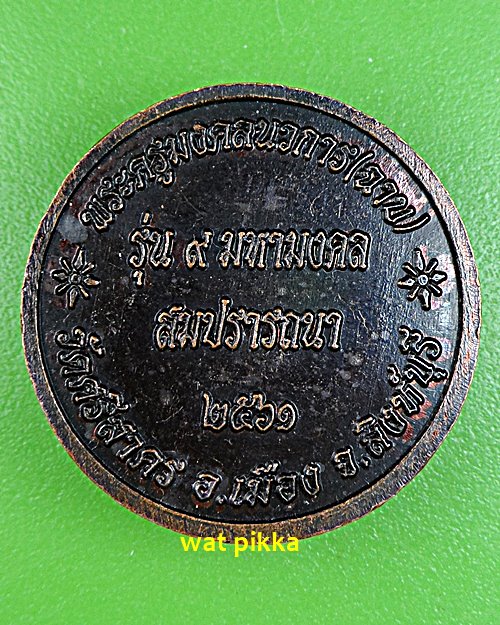 พระครูมงคลนวการ(ฉาบ)
รุ่น ๙ มหามงคล
สมปรารถนา
๒๕๖๑
วัดศรีสาคร อ.เมือง จ.สิงห์บุรี
wat pikka